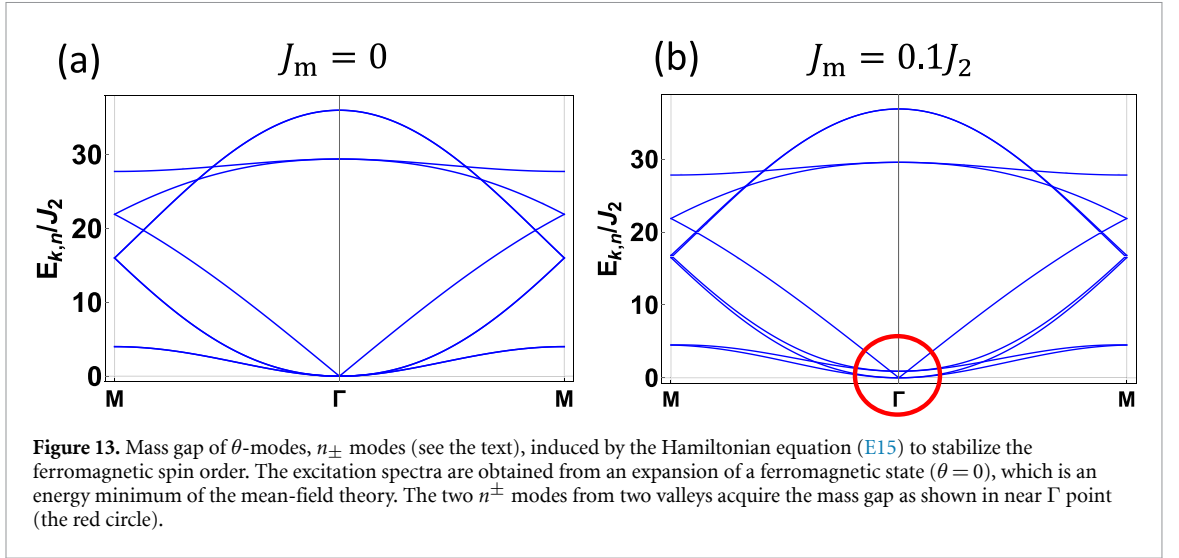 (a) J_m = 0 (b) J_m = 0.1J_2
E_{k,n}/J_2
30
20
10
0
M Γ M
E_{k,n}/J_2
30
20
10
0
M Γ M
Figure 13. Mass gap of θ-modes, n_± modes (see the text), induced by the Hamiltonian equation (E15) to stabilize the
ferromagnetic spin order. The excitation spectra are obtained from an expansion of a ferromagnetic state (θ = 0), which is an
energy minimum of the mean-field theory. The two n^± modes from two valleys acquire the mass gap as shown in near Γ point
(the red circle).